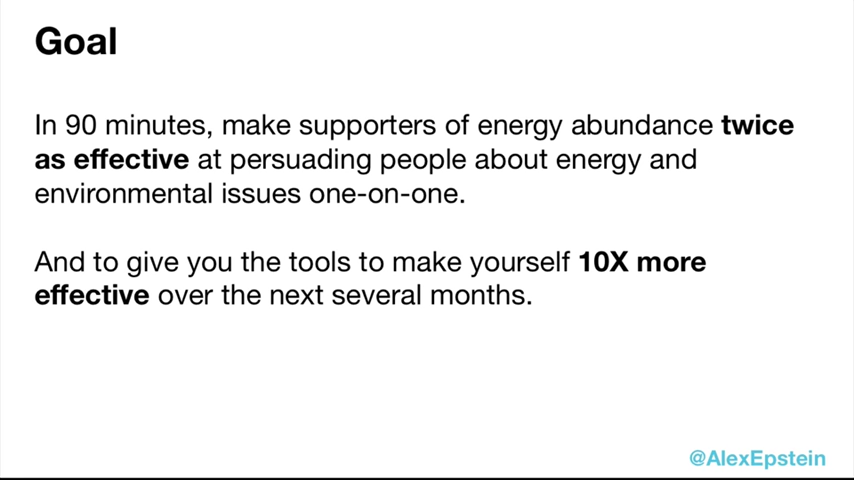 Goal
In 90 minutes, make supporters of energy abundance twice
as effective at persuading people about energy and
environmental issues one-on-one.
And to give you the tools to make yourself 10X more
effective over the next several months.
@AlexEpstein